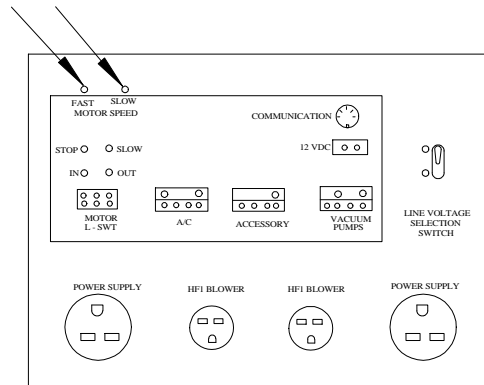 FAST SLOW
MOTOR SPEED
COMMUNICATION
STOP SLOW
12 VDC
IN OUT
MOTOR
L - SWT
A/C
ACCESSORY
VACUUM
PUMPS
LINE VOLTAGE
SELECTION
SWITCH
POWER SUPPLY HF1 BLOWER HF1 BLOWER POWER SUPPLY